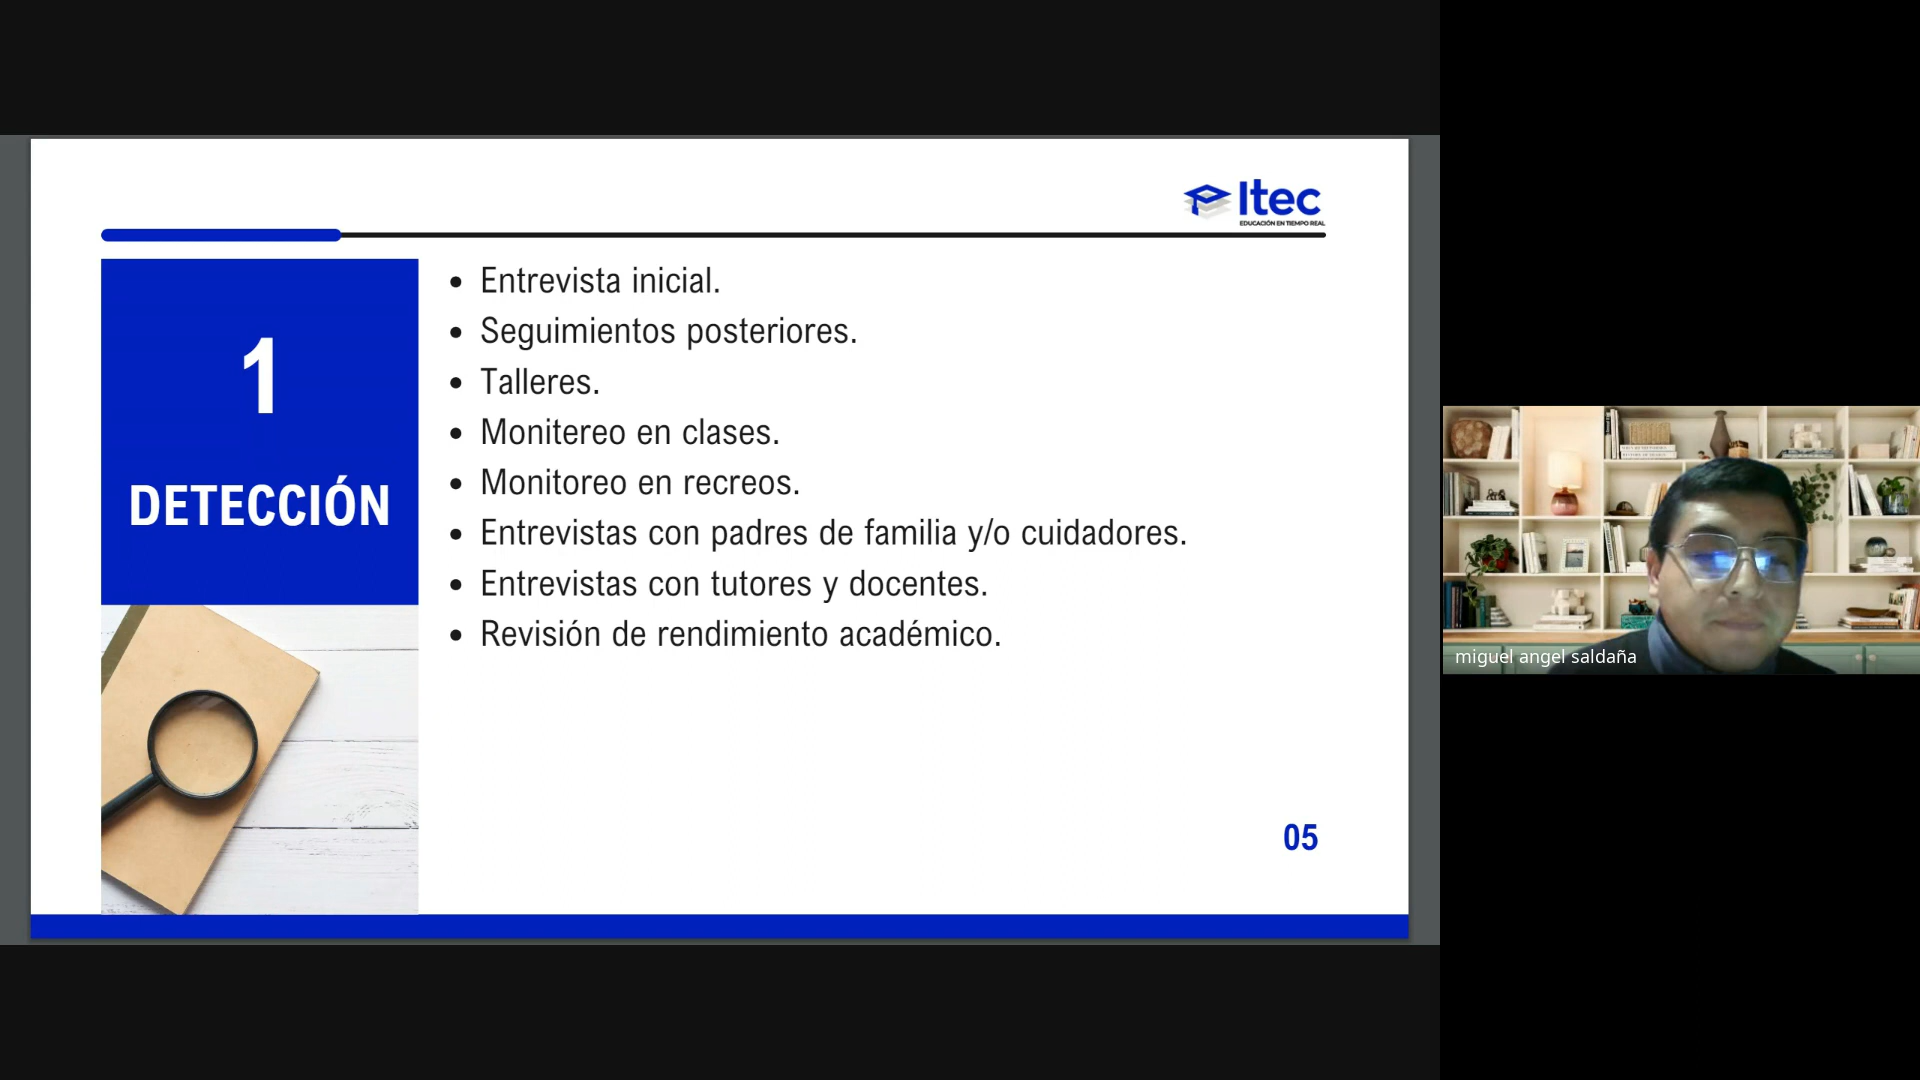 Itec
EDUCACIÓN EN TIEMPO REAL
1
DETECCIÓN
• Entrevista inicial.
• Seguimientos posteriores.
• Talleres.
• Monitereo en clases.
• Monitoreo en recreos.
• Entrevistas con padres de familia y/o cuidadores.
• Entrevistas con tutores y docentes.
• Revisión de rendimiento académico.
05
miguel angel saldaña